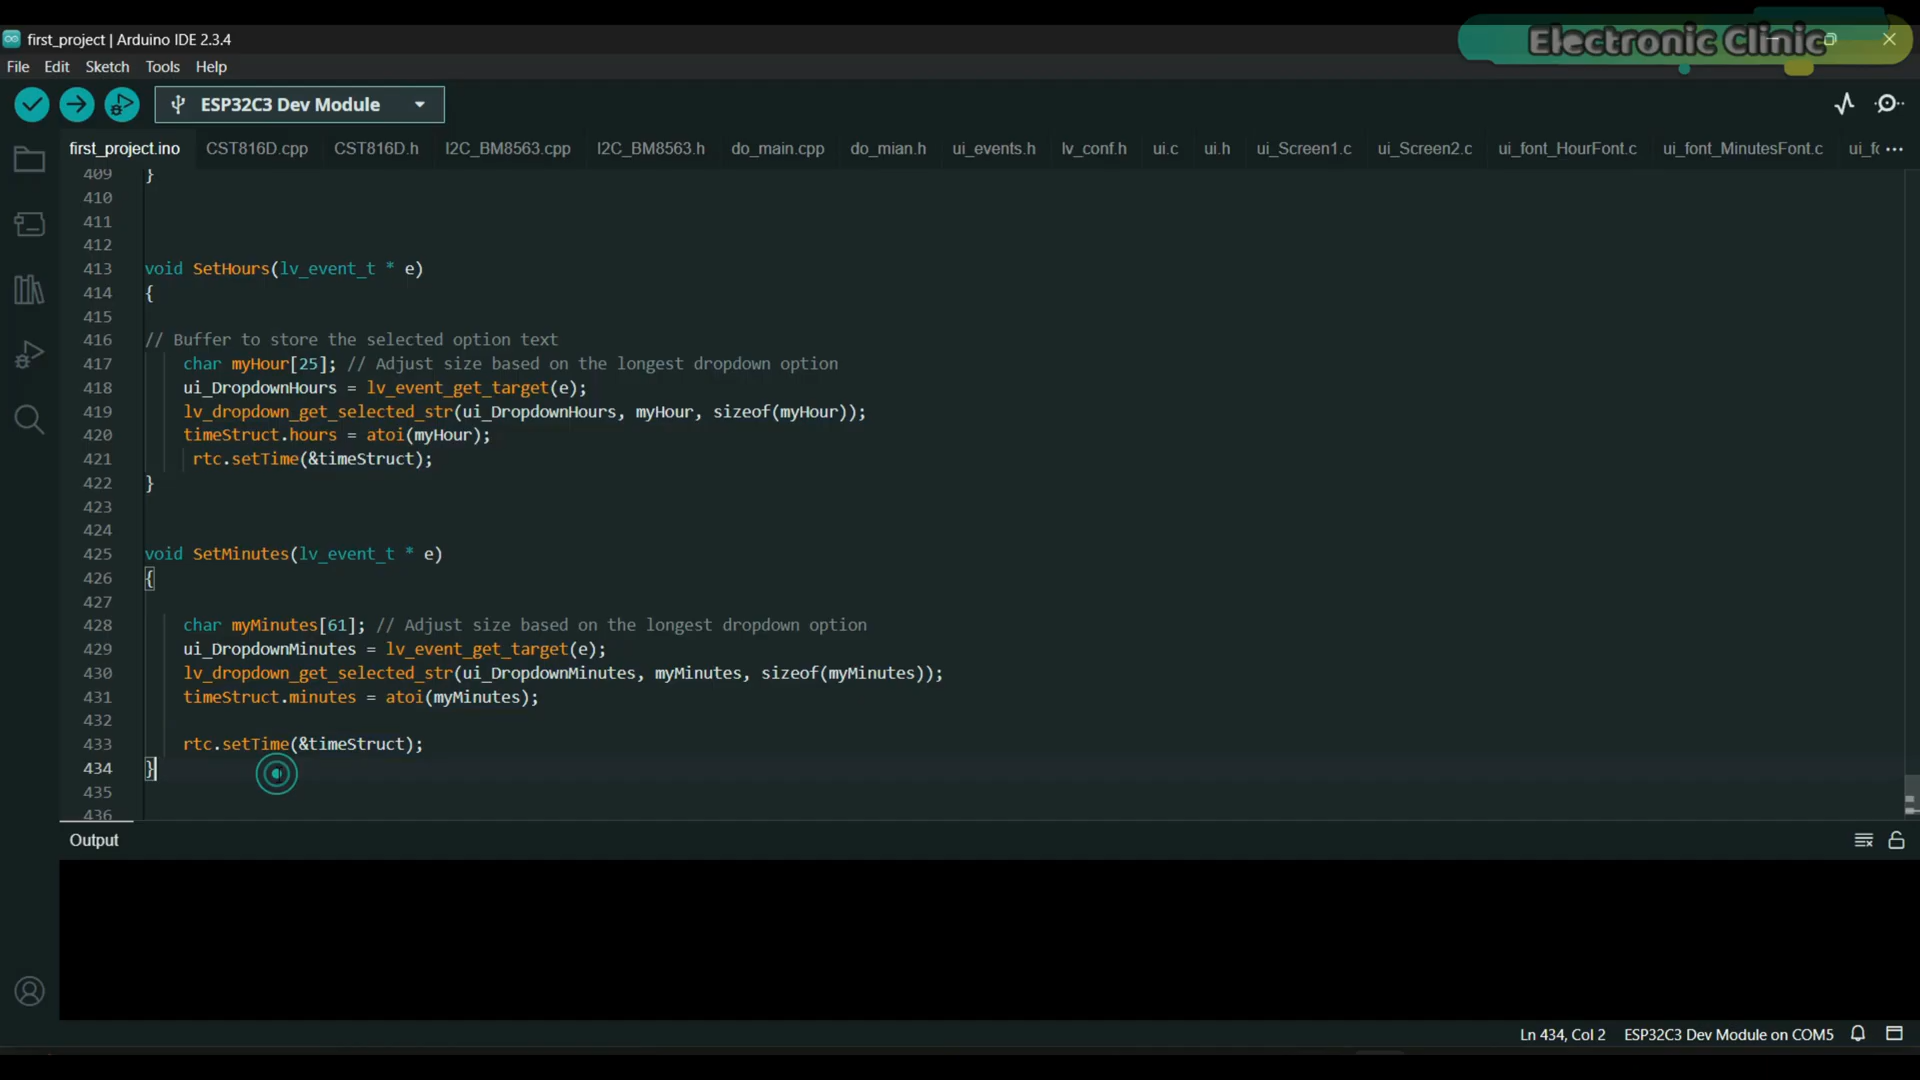 Electronic Clinic
first_project | Arduino IDE 2.3.4
File Edit Sketch Tools Help
ESP32C3 Dev Module
first_project.ino CST816D.cpp CST816D.h I2C_BM8563.cpp I2C_BM8563.h do_main.cpp do_mian.h ui_events.h lv_conf.h ui.c ui.h ui_Screen1.c ui_Screen2.c ui_font_HourFont.c ui_font_MinutesFont.c
409 }
410
411
412
413 void SetHours(lv_event_t * e)
414 {
415
416 // Buffer to store the selected option text
417 char myHour[25]; // Adjust size based on the longest dropdown option
418 ui_DropdownHours = lv_event_get_target(e);
419 lv_dropdown_get_selected_str(ui_DropdownHours, myHour, sizeof(myHour));
420 timeStruct.hours = atoi(myHour);
421 rtc.setTime(&timeStruct);
422 }
423
424
425 void SetMinutes(lv_event_t * e)
426 {
427
428 char myMinutes[61]; // Adjust size based on the longest dropdown option
429 ui_DropdownMinutes = lv_event_get_target(e);
430 lv_dropdown_get_selected_str(ui_DropdownMinutes, myMinutes, sizeof(myMinutes));
431 timeStruct.minutes = atoi(myMinutes);
432
433 rtc.setTime(&timeStruct);
434 }
435
436
Output
Ln 434, Col 2 ESP32C3 Dev Module on COM5